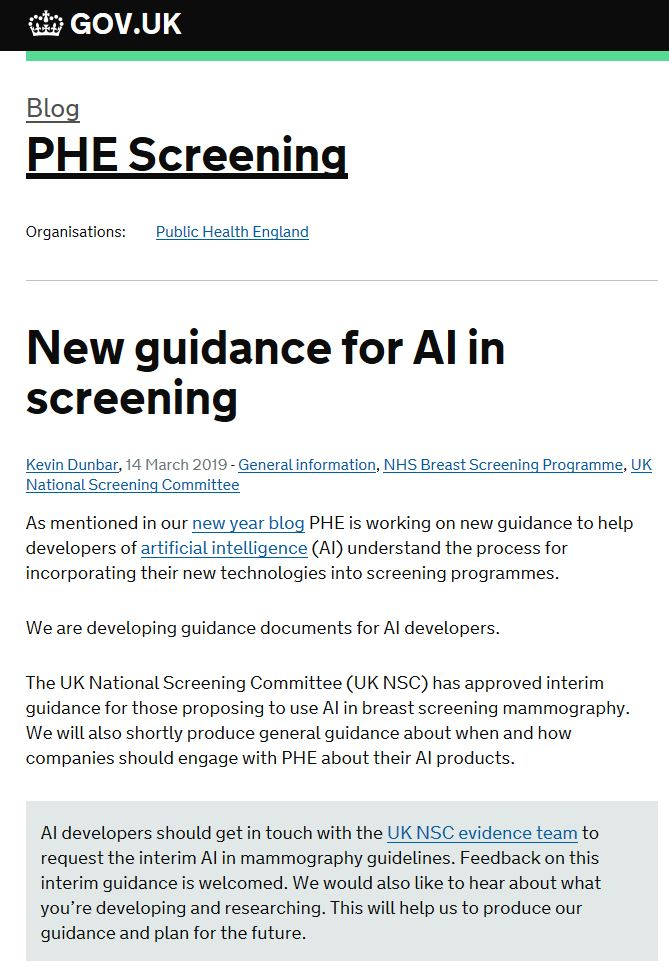 GOV.UK
Blog
PHE Screening
Organisations: Public Health England
New guidance for AI in
screening
Kevin Dunbar, 14 March 2019 - General information, NHS Breast Screening Programme, UK
National Screening Committee
As mentioned in our new year blog PHE is working on new guidance to help
developers of artificial intelligence (AI) understand the process for
incorporating their new technologies into screening programmes.
We are developing guidance documents for AI developers.
The UK National Screening Committee (UK NSC) has approved interim
guidance for those proposing to use AI in breast screening mammography.
We will also shortly produce general guidance about when and how
companies should engage with PHE about their AI products.
AI developers should get in touch with the UK NSC evidence team to
request the interim AI in mammography guidelines. Feedback on this
interim guidance is welcomed. We would also like to hear about what
you’re developing and researching. This will help us to produce our
guidance and plan for the future.